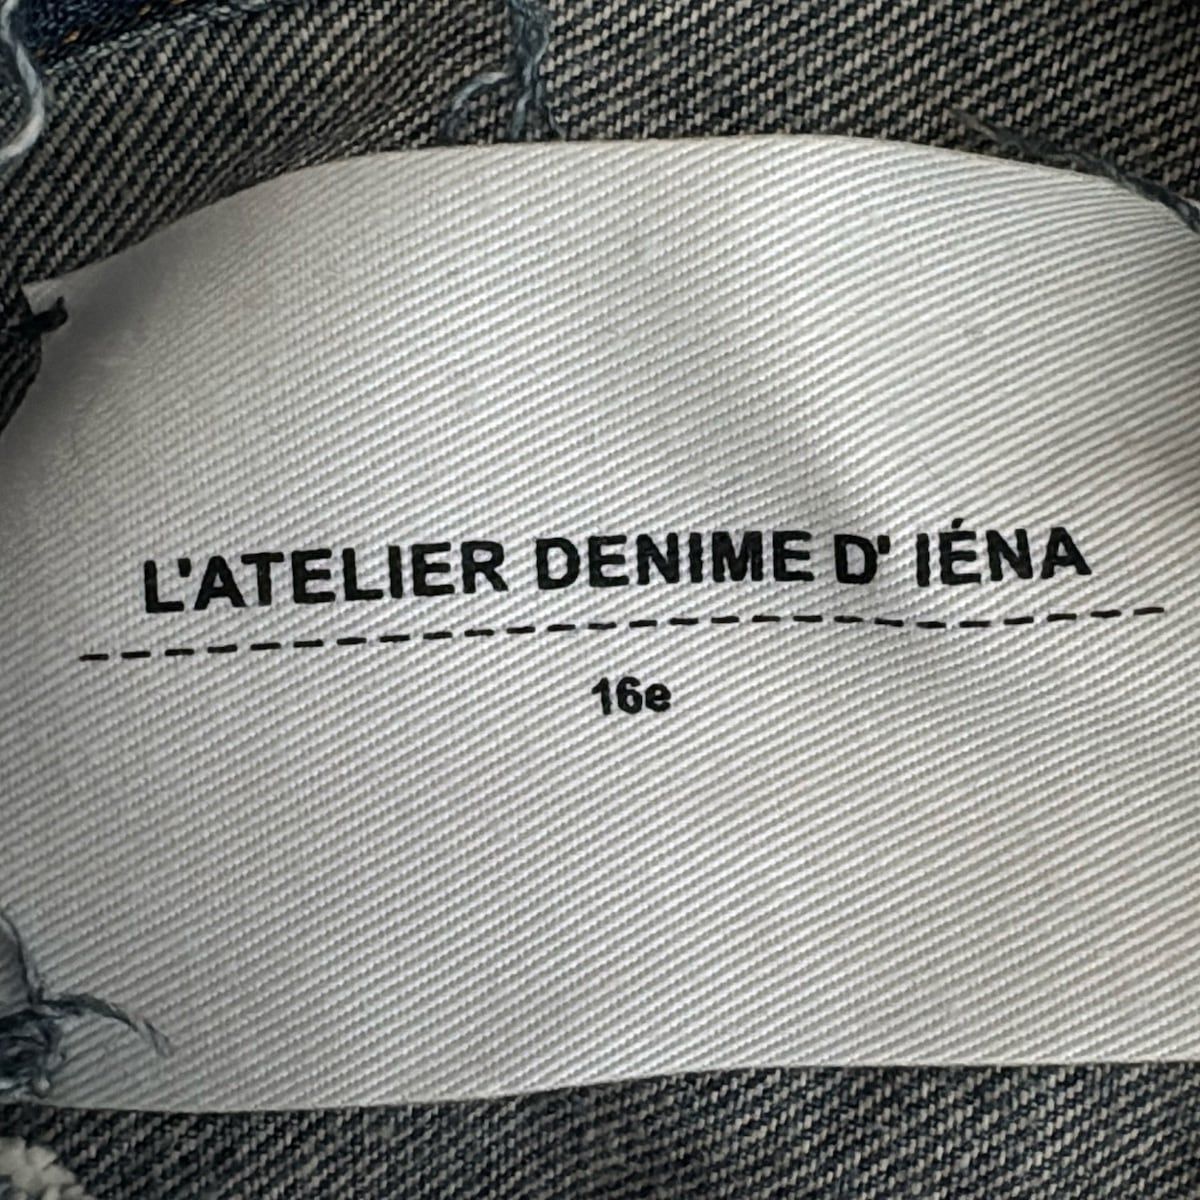 L'ATELIER DENIME D' IÉNA
16e